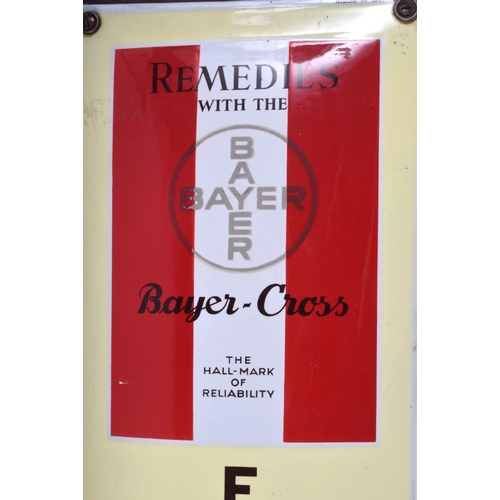 REMEDIES
WITH THE
BAYER
BAYER
Bayer-Cross
THE
HALL-MARK
OF
RELIABILITY